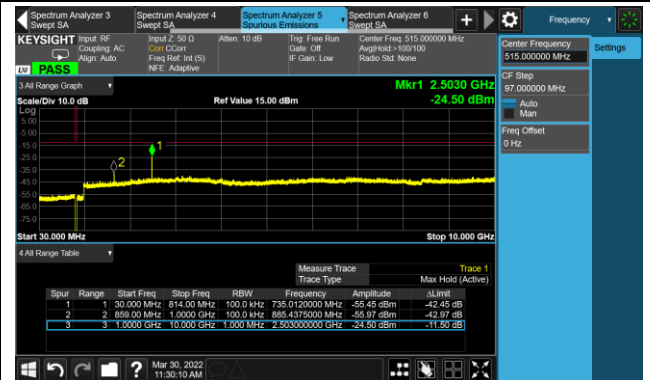 Spectrum Analyzer 3
Swept SA
Spectrum Analyzer 4
Swept SA
Spectrum Analyzer 5
Spurious Emissions
Spectrum Analyzer 6
Swept SA
+
Frequency
KEYSIGHT
Input: RF
Coupling: AC
Align: Auto
Input Z: 50 Ω
Corr CCorr
Freq Ref: Int (S)
NFE: Adaptive
Atten: 10 dB
Trig: Free Run
Gate: Off
IF Gain: Low
Center Freq: 515.000000 MHz
Avg|Hold:>100/100
Radio Std: None
LXI
PASS
Center Frequency
515.000000 MHz
Settings
CF Step
97.000000 MHz
Auto
Man
Freq Offset
0 Hz
3 All Range Graph
Mkr1 2.5030 GHz
Scale/Div 10.0 dB
Ref Value 15.00 dBm
-24.50 dBm
Log
5.00
-5.00
-15.0
-25.0
-35.0
-45.0
-55.0
-65.0
-75.0
1
2
Start 30.000 MHz
Stop 10.000 GHz
4 All Range Table
Measure Trace Trace 1
Trace Type Max Hold (Active)
Spur Range Start Freq Stop Freq RBW Frequency Amplitude ΔLimit
1 1 30.000 MHz 814.00 MHz 100.0 kHz 735.0120000 MHz -55.45 dBm -42.45 dB
2 2 859.00 MHz 1.0000 GHz 100.0 kHz 885.4375000 MHz -55.97 dBm -42.97 dB
3 3 1.0000 GHz 10.000 GHz 1.000 MHz 2.503000000 GHz -24.50 dBm -11.50 dB
?
Mar 30, 2022
11:30:10 AM